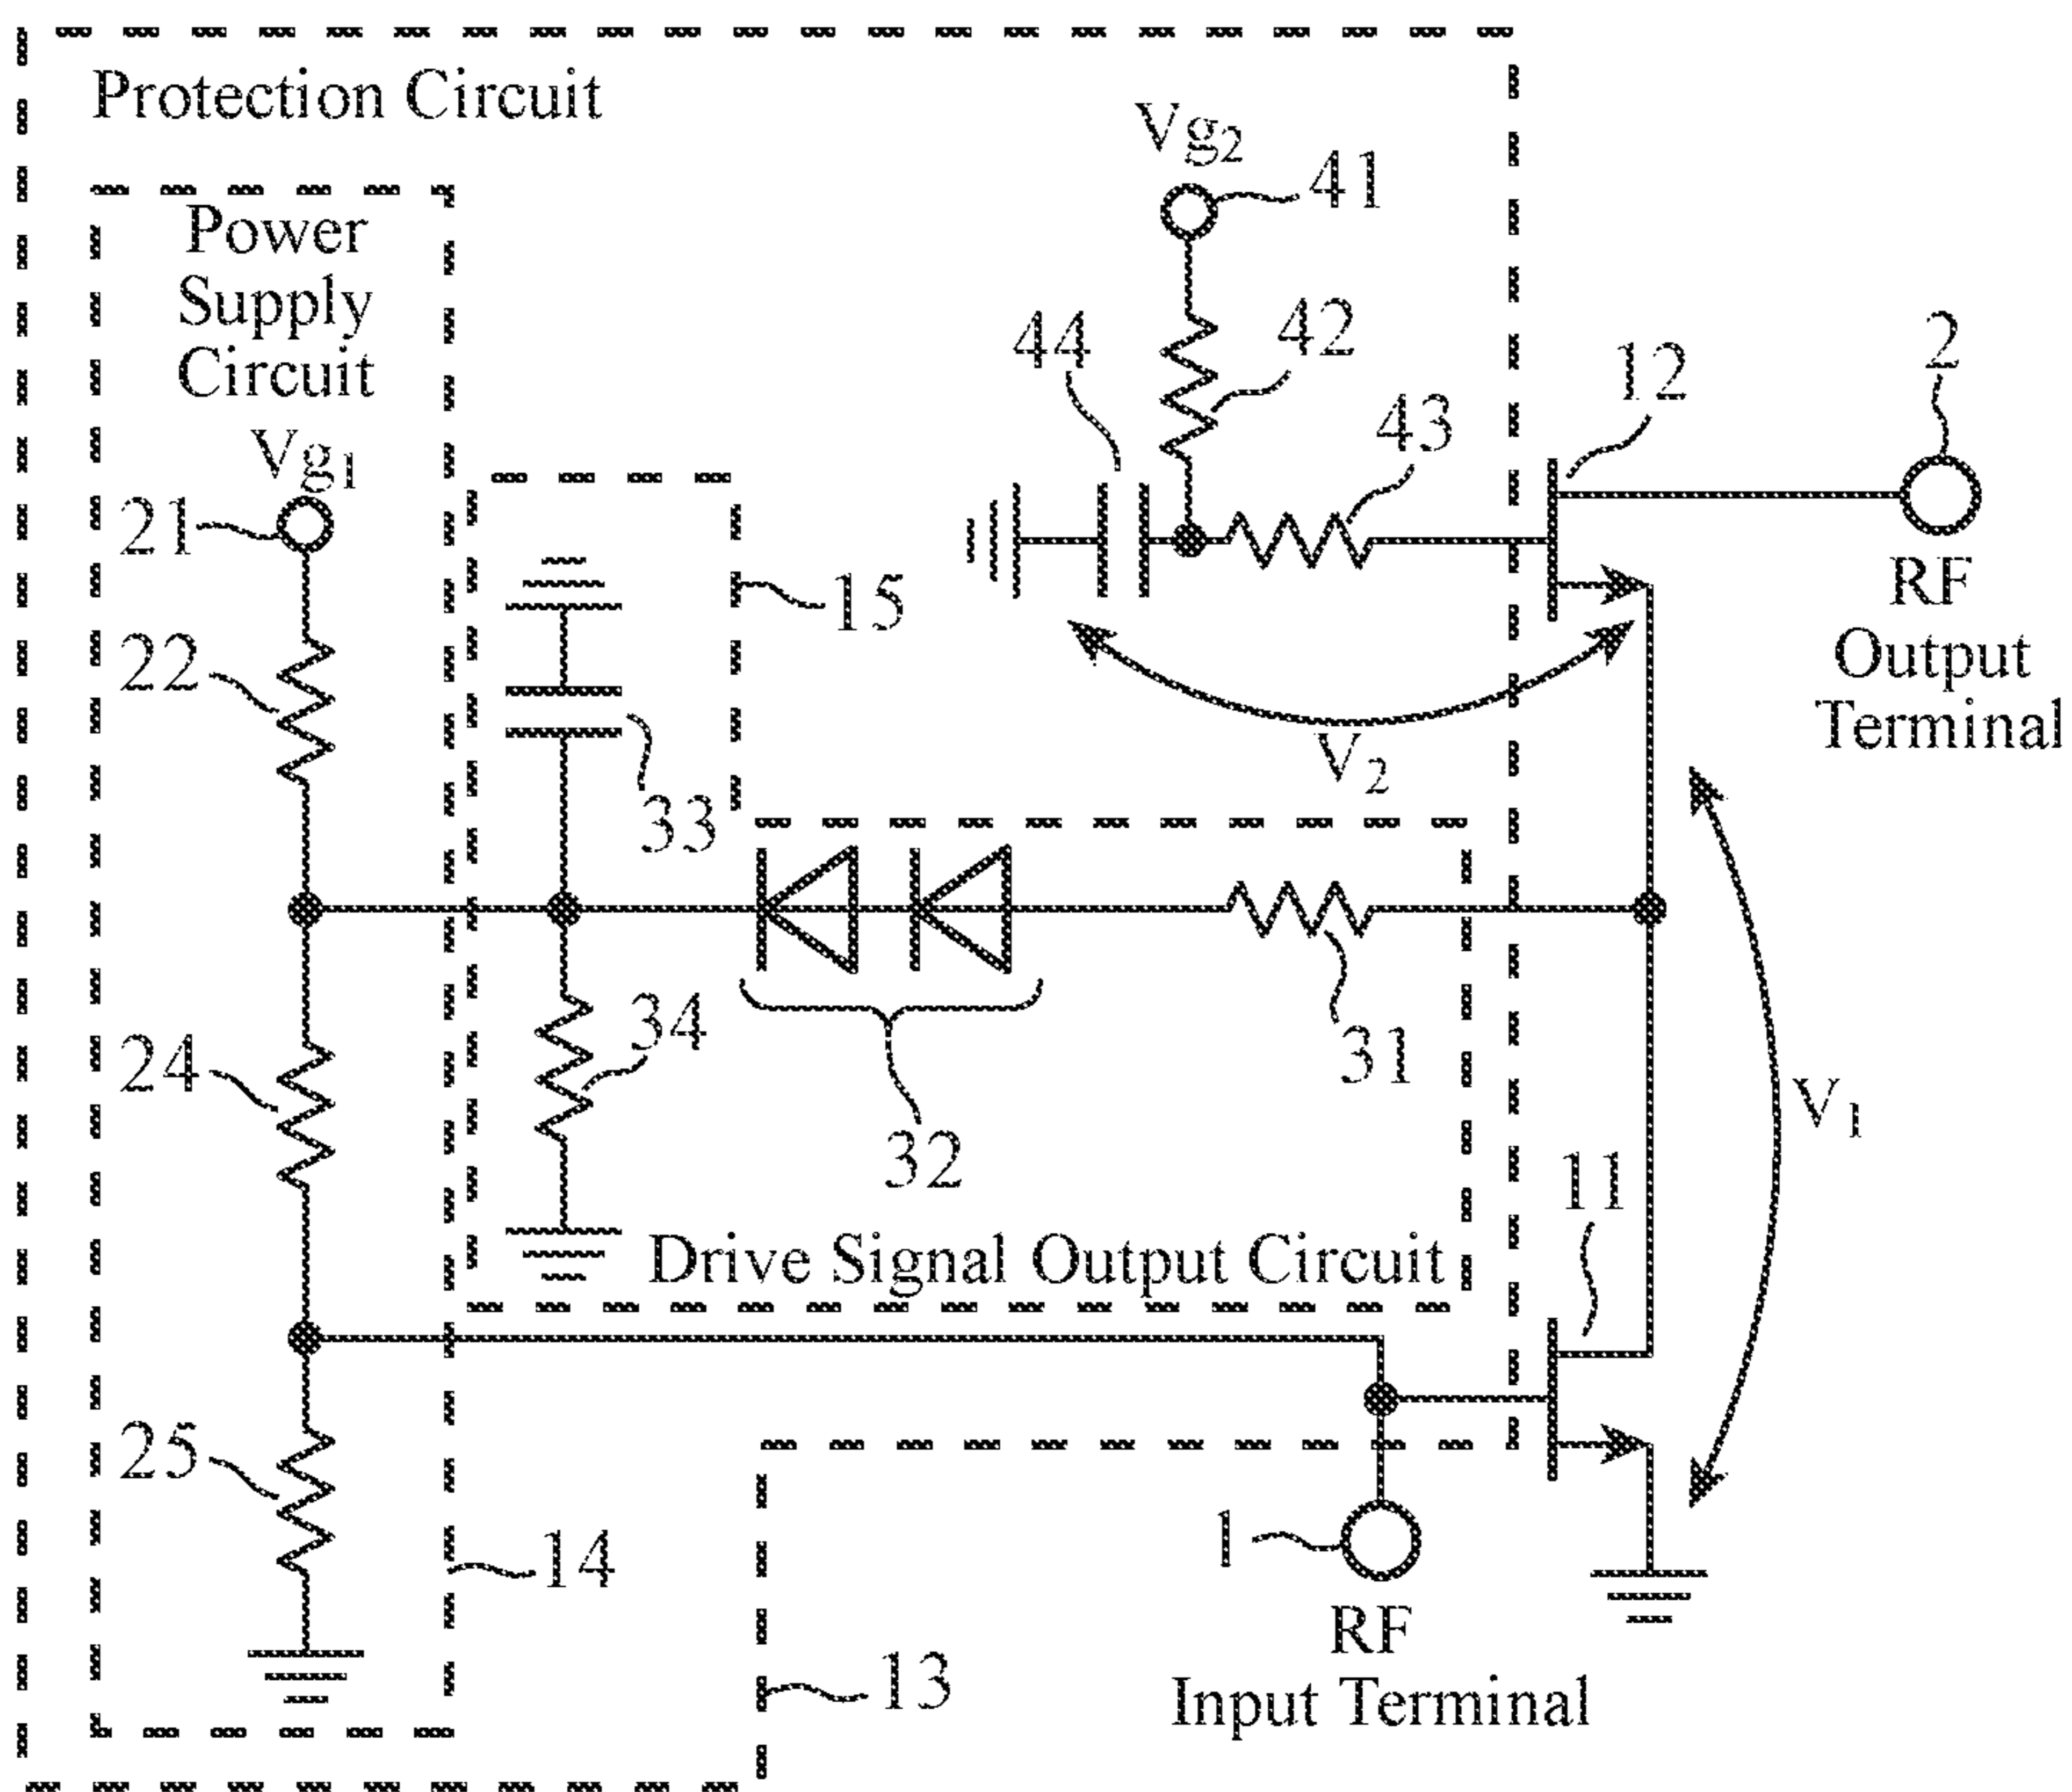 Protection Circuit
Vg2
41
Power
Supply
Circuit
44
42
12
2
43
Vg1
21
15
RF
Output
Terminal
22
V2
33
34
31
24
V1
32
11
Drive Signal Output Circuit
25
1
14
RF
Input Terminal
13